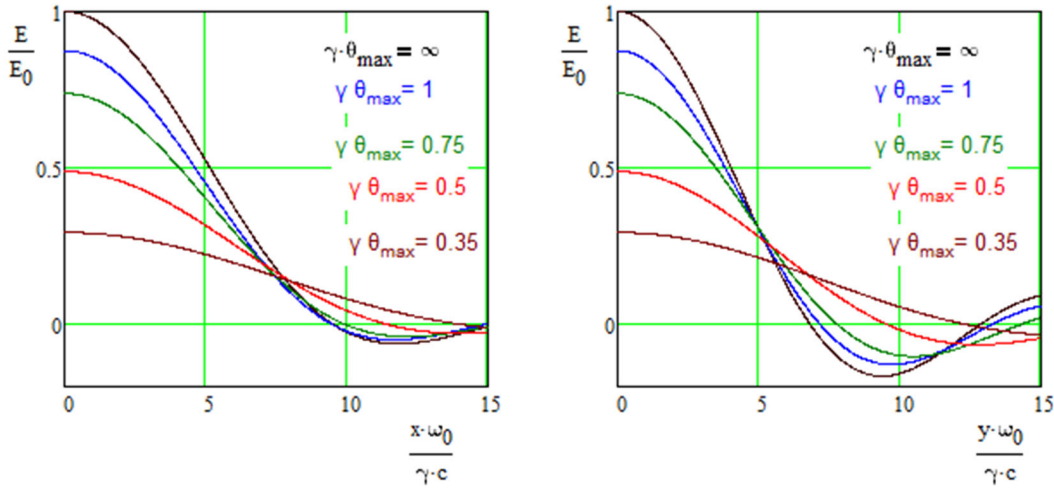 E/E₀
1
0.5
0
γ·θmax = ∞
γ θmax= 1
γ θmax= 0.75
γ θmax= 0.5
γ θmax= 0.35
0 5 10 15
x·ω₀
γ·c
E/E₀
1
0.5
0
γ·θmax = ∞
γ θmax= 1
γ θmax= 0.75
γ θmax= 0.5
γ θmax= 0.35
0 5 10 15
y·ω₀
γ·c